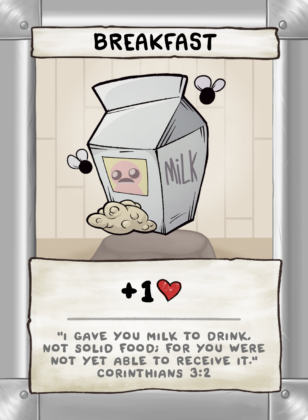 BREAKFAST
MiLK
+1
"I GAVE YOU MILK TO DRINK,
NOT SOLID FOOD; FOR YOU WERE
NOT YET ABLE TO RECEIVE IT."
CORINTHIANS 3:2